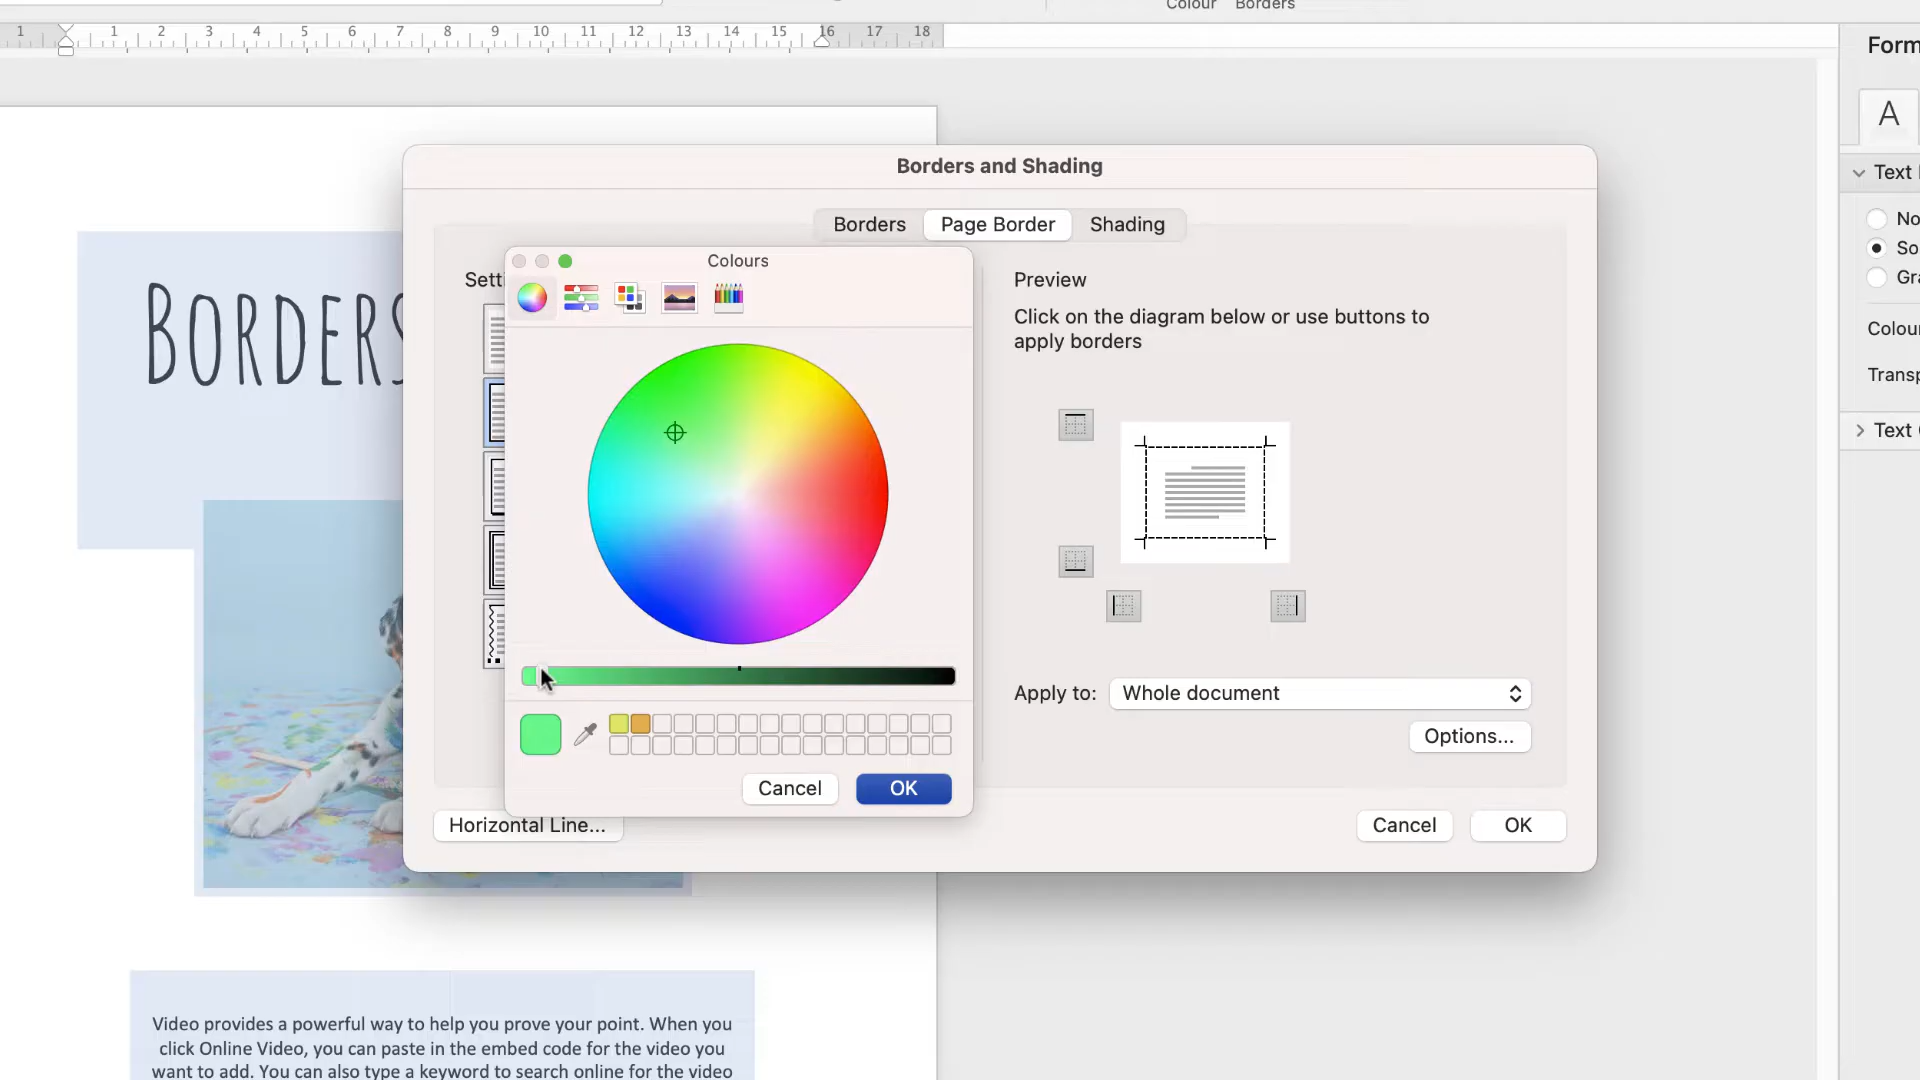 Colour Borders
1 1 2 3 4 5 6 7 8 9 10 11 12 13 14 15 16 17 18
Form
A
Borders and Shading
Text
Borders Page Border Shading
No
So
Gra
Colours
Setti
Preview
Click on the diagram below or use buttons to
apply borders
BORDERS
Colour
Transp
Text
Apply to: Whole document
Options...
Cancel OK
Horizontal Line...
Cancel OK
Video provides a powerful way to help you prove your point. When you
click Online Video, you can paste in the embed code for the video you
want to add. You can also type a keyword to search online for the video